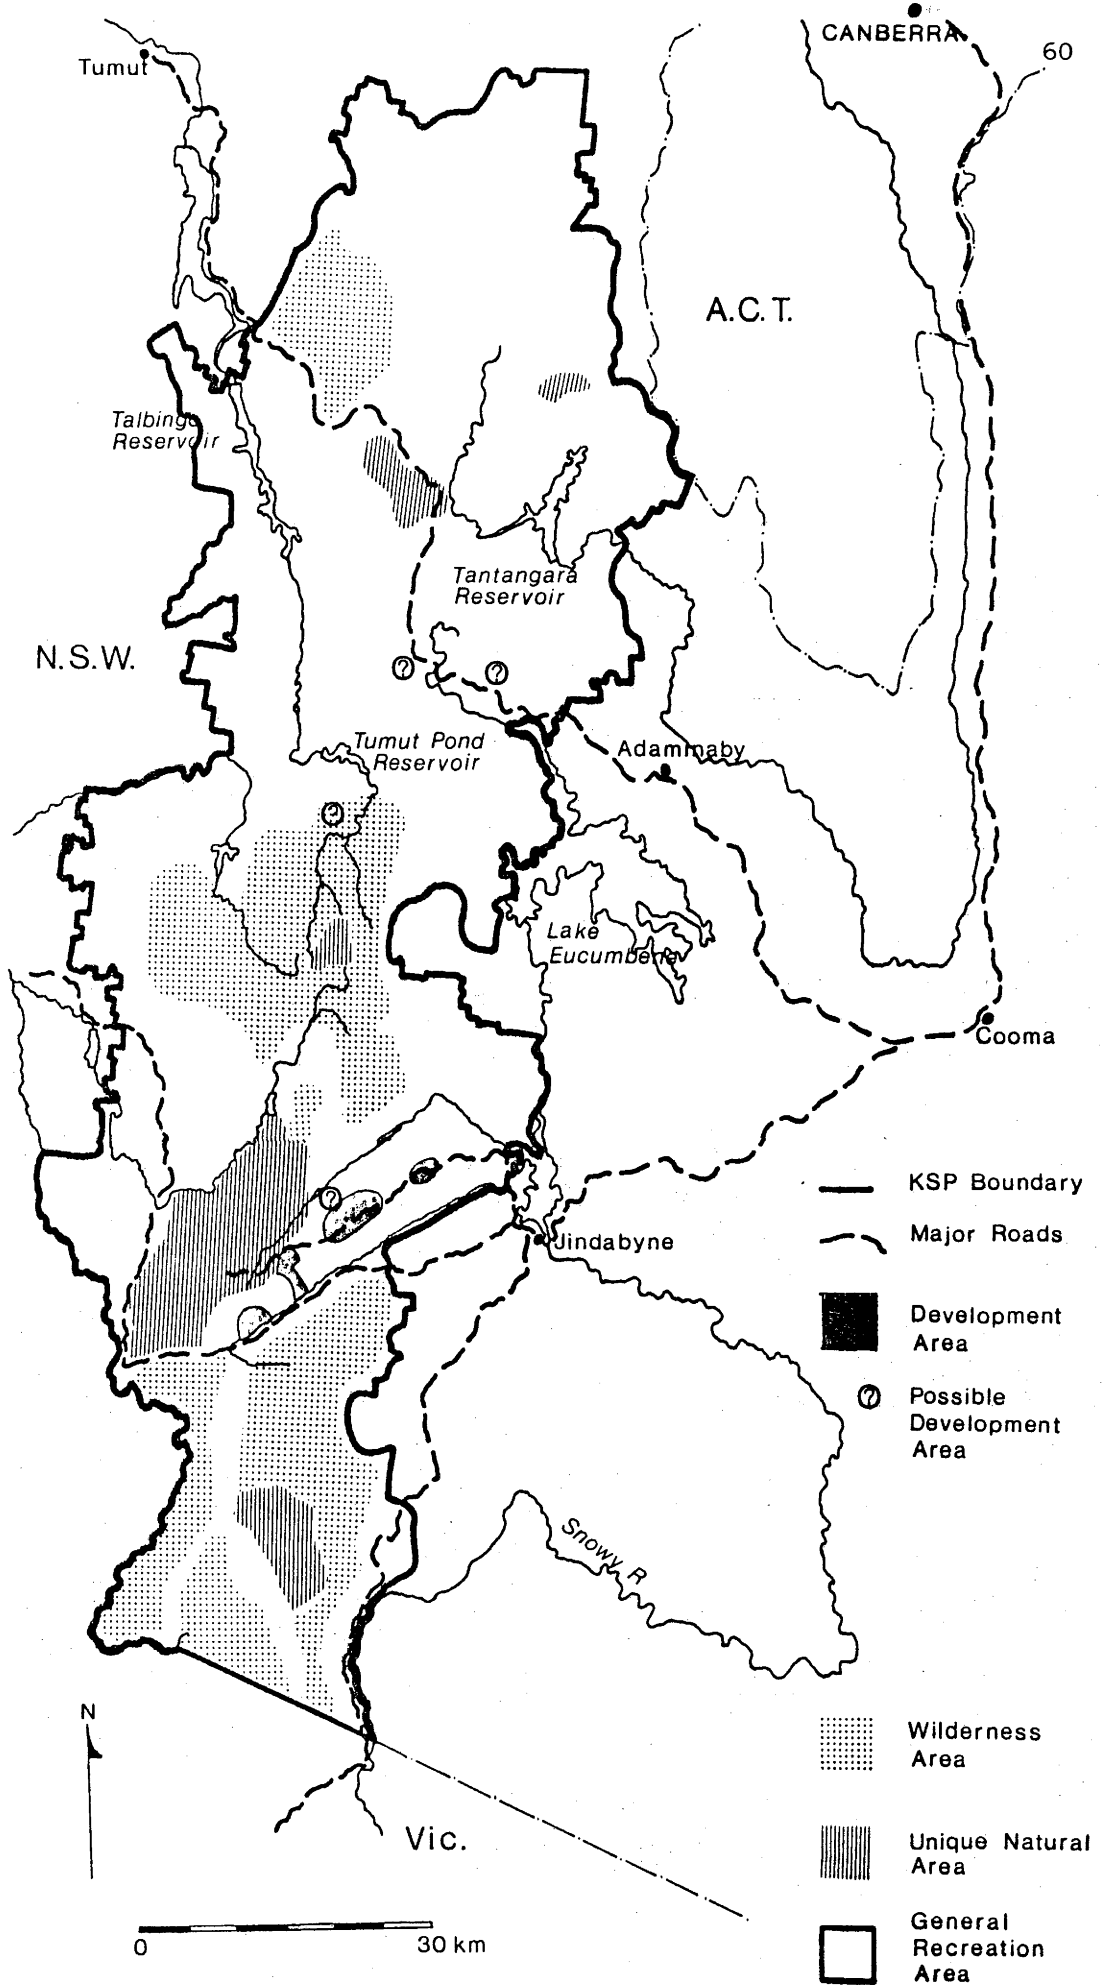 CANBERRA
60
Tumut
A.C.T.
Talbingo
Reservoir
Tantangara
Reservoir
N.S.W.
?
?
Tumut Pond
Reservoir
Adaminaby
?
Lake
Eucumbene
Cooma
KSP Boundary
?
Major Roads
Jindabyne
Development
Area
?
Possible
Development
Area
Snowy R
N
Wilderness
Area
Vic.
Unique Natural
Area
General
Recreation
Area
0
30 km